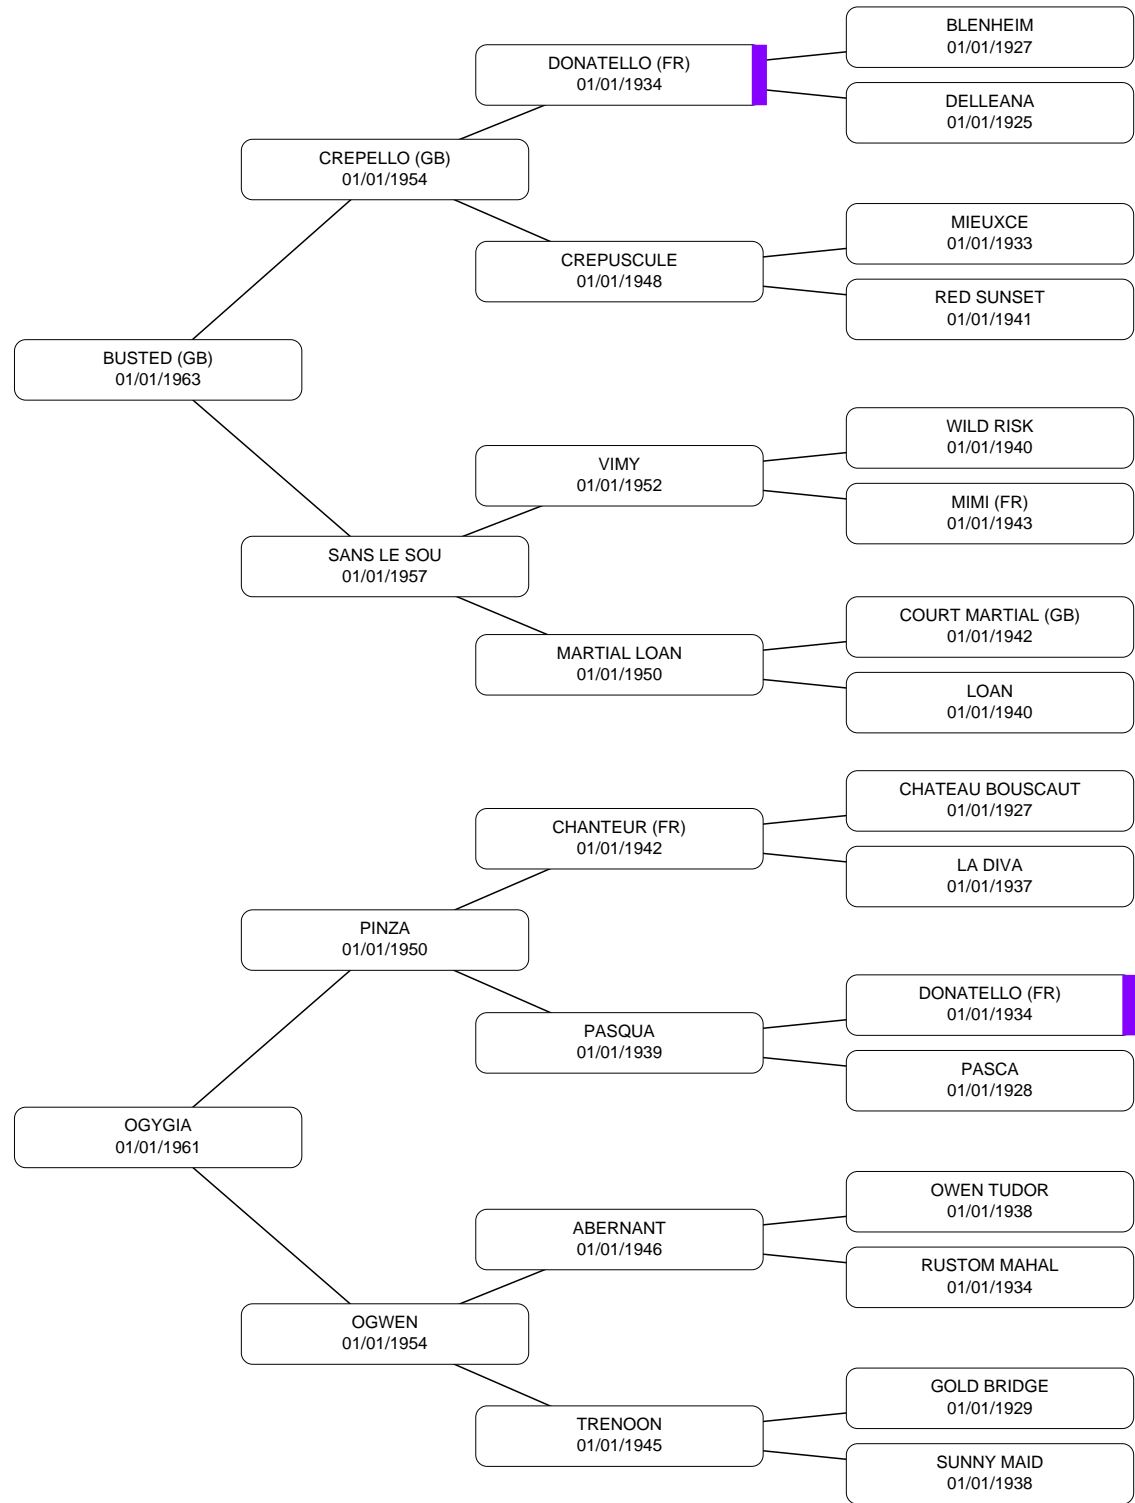 BLENHEIM
01/01/1927
DONATELLO (FR)
01/01/1934
DELLEANA
01/01/1925
CREPELLO (GB)
01/01/1954
MIEUXCE
01/01/1933
CREPUSCULE
01/01/1948
RED SUNSET
01/01/1941
BUSTED (GB)
01/01/1963
WILD RISK
01/01/1940
VIMY
01/01/1952
MIMI (FR)
01/01/1943
SANS LE SOU
01/01/1957
COURT MARTIAL (GB)
01/01/1942
MARTIAL LOAN
01/01/1950
LOAN
01/01/1940
CHATEAU BOUSCAUT
01/01/1927
CHANTEUR (FR)
01/01/1942
LA DIVA
01/01/1937
PINZA
01/01/1950
DONATELLO (FR)
01/01/1934
PASQUA
01/01/1939
PASCA
01/01/1928
OGYGIA
01/01/1961
OWEN TUDOR
01/01/1938
ABERNANT
01/01/1946
RUSTOM MAHAL
01/01/1934
OGWEN
01/01/1954
GOLD BRIDGE
01/01/1929
TRENOON
01/01/1945
SUNNY MAID
01/01/1938